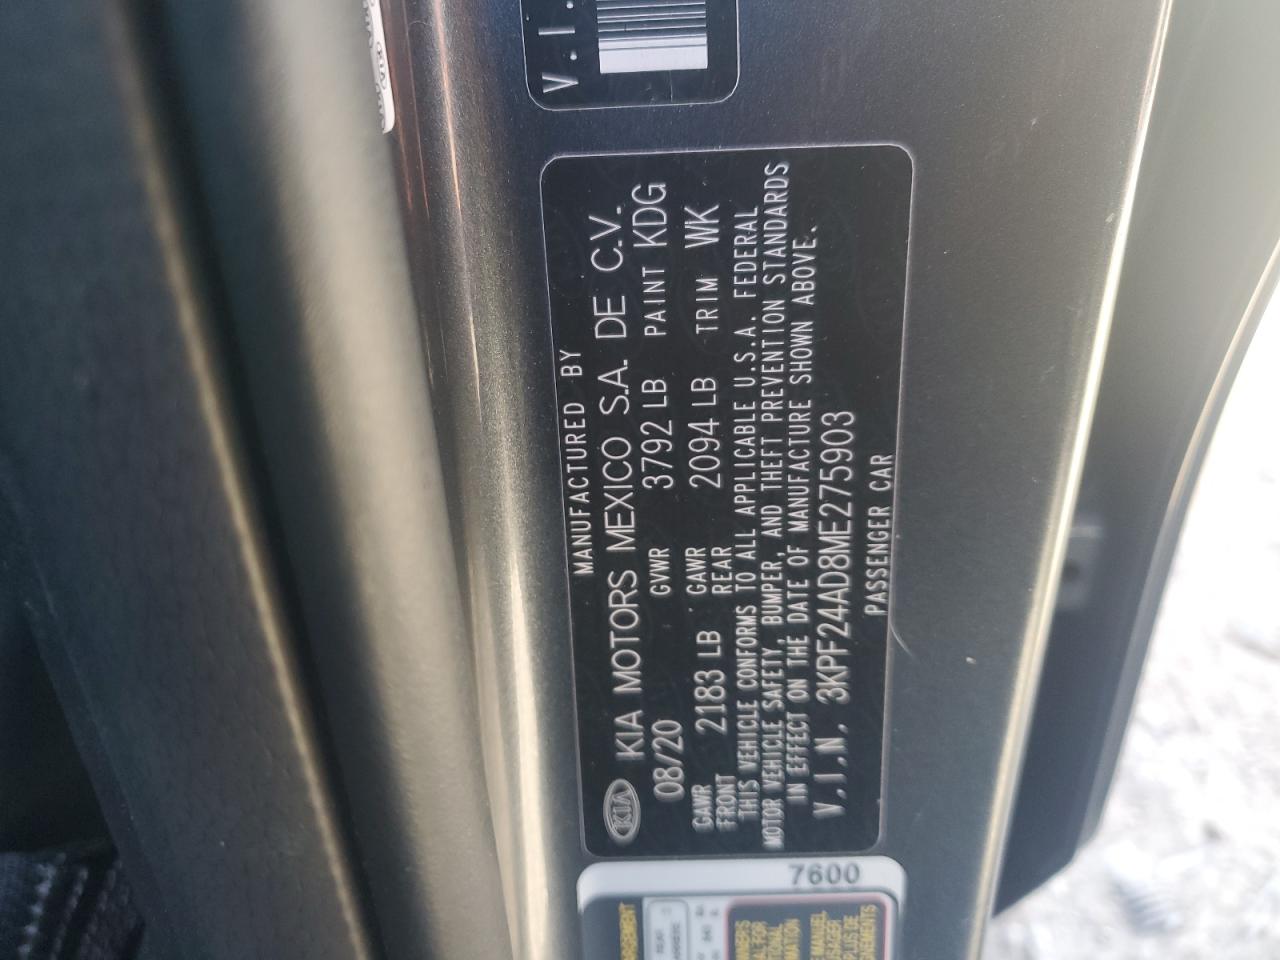 V.I.
MANUFACTURED BY
KIA KIA MOTORS MEXICO S.A. DE C.V.
08/20 GVWR 3792 LB PAINT KDG
GAWR FRONT 2183 LB GAWR REAR 2094 LB TRIM WK
THIS VEHICLE CONFORMS TO ALL APPLICABLE U.S.A. FEDERAL
MOTOR VEHICLE SAFETY, BUMPER, AND THEFT PREVENTION STANDARDS
IN EFFECT ON THE DATE OF MANUFACTURE SHOWN ABOVE.
V.I.N. 3KPF24AD8ME275903
PASSENGER CAR
7600